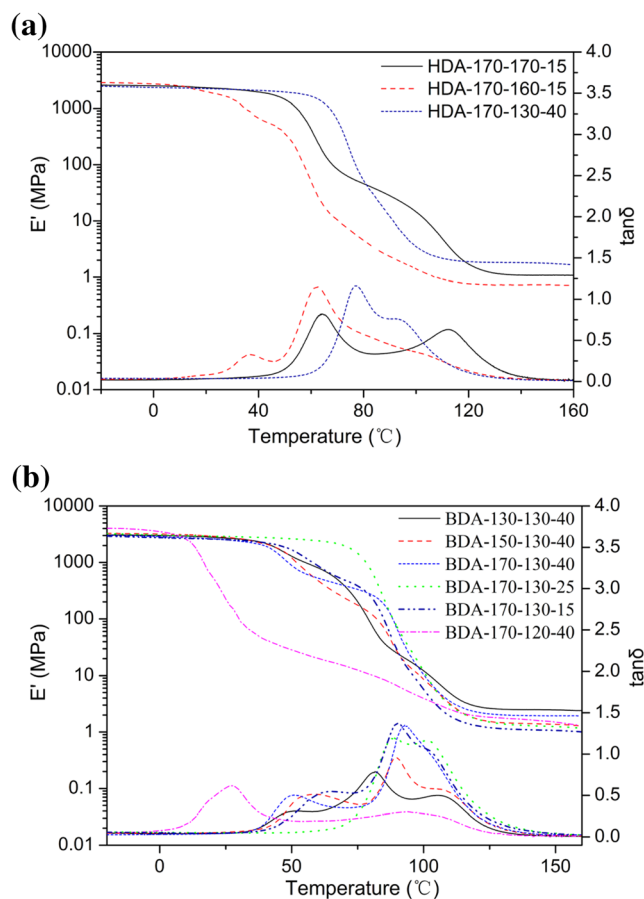 (a)
10000
1000
100
10
1
0.1
0.01
E' (MPa)
HDA-170-170-15
HDA-170-160-15
HDA-170-130-40
4.0
3.5
3.0
2.5
2.0
1.5
1.0
0.5
0.0
tanδ
0 40 80 120 160
Temperature (℃)
(b)
10000
1000
100
10
1
0.1
0.01
E' (MPa)
BDA-130-130-40
BDA-150-130-40
BDA-170-130-40
BDA-170-130-25
BDA-170-130-15
BDA-170-120-40
4.0
3.5
3.0
2.5
2.0
1.5
1.0
0.5
0.0
tanδ
0 50 100 150
Temperature (℃)